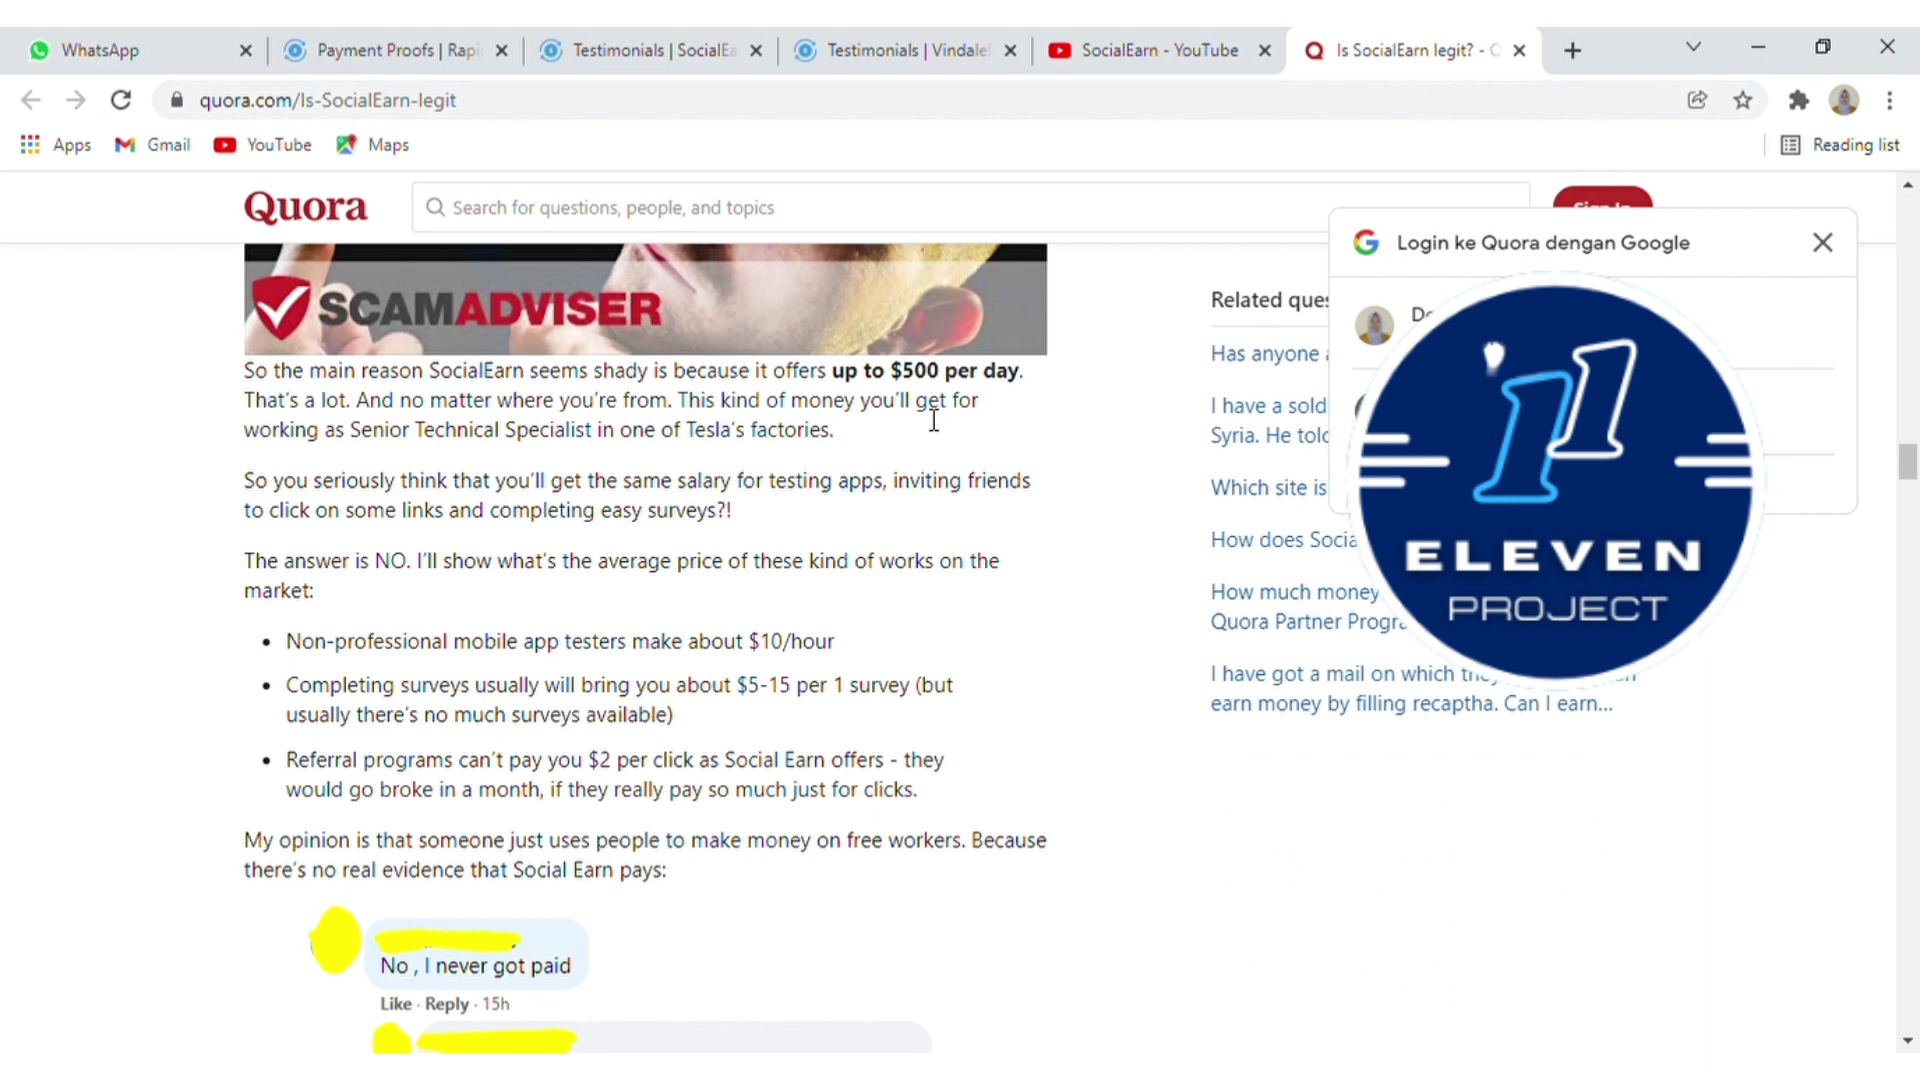 WhatsApp
Payment Proofs | Rapi
Testimonials | SocialEa
Testimonials | Vindale
SocialEarn - YouTube
Is SocialEarn legit? - Q
quora.com/Is-SocialEarn-legit
Apps
Gmail
YouTube
Maps
Reading list
Quora
Search for questions, people, and topics
Sign In
Login ke Quora dengan Google
SCAMADVISER
So the main reason SocialEarn seems shady is because it offers up to $500 per day.
That's a lot. And no matter where you're from. This kind of money you'll get for
working as Senior Technical Specialist in one of Tesla's factories.
So you seriously think that you'll get the same salary for testing apps, inviting friends
to click on some links and completing easy surveys?!
The answer is NO. I'll show what's the average price of these kind of works on the
market:
• Non-professional mobile app testers make about $10/hour
• Completing surveys usually will bring you about $5-15 per 1 survey (but
usually there's no much surveys available)
• Referral programs can't pay you $2 per click as Social Earn offers - they
would go broke in a month, if they really pay so much just for clicks.
My opinion is that someone just uses people to make money on free workers. Because
there's no real evidence that Social Earn pays:
No , I never got paid
Like · Reply · 15h
Related ques
Has anyone
I have a sold
Syria. He told
Which site is
How does Socia
How much money
Quora Partner Progra
I have got a mail on which
earn money by filling recaptha. Can I earn...
11
ELEVEN
PROJECT